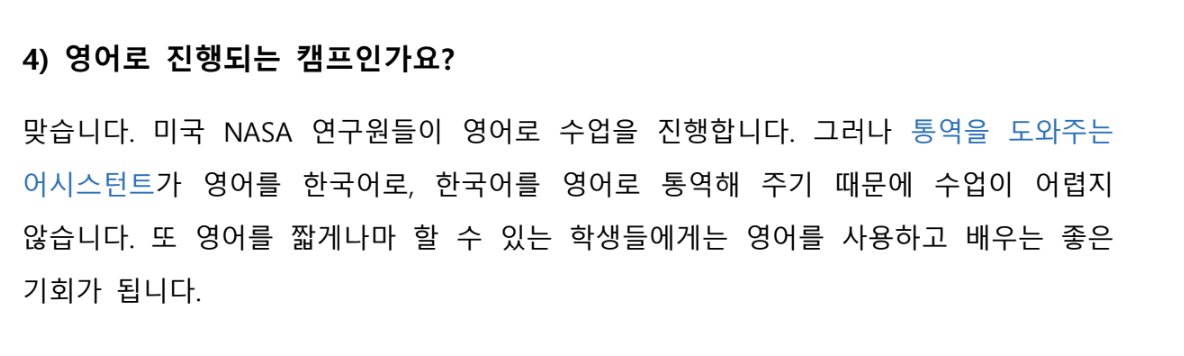 4) 영어로 진행되는 캠프인가요?
맞습니다. 미국 NASA 연구원들이 영어로 수업을 진행합니다. 그러나 통역을 도와주는
어시스턴트가 영어를 한국어로, 한국어를 영어로 통역해 주기 때문에 수업이 어렵지
않습니다. 또 영어를 짧게나마 할 수 있는 학생들에게는 영어를 사용하고 배우는 좋은
기회가 됩니다.